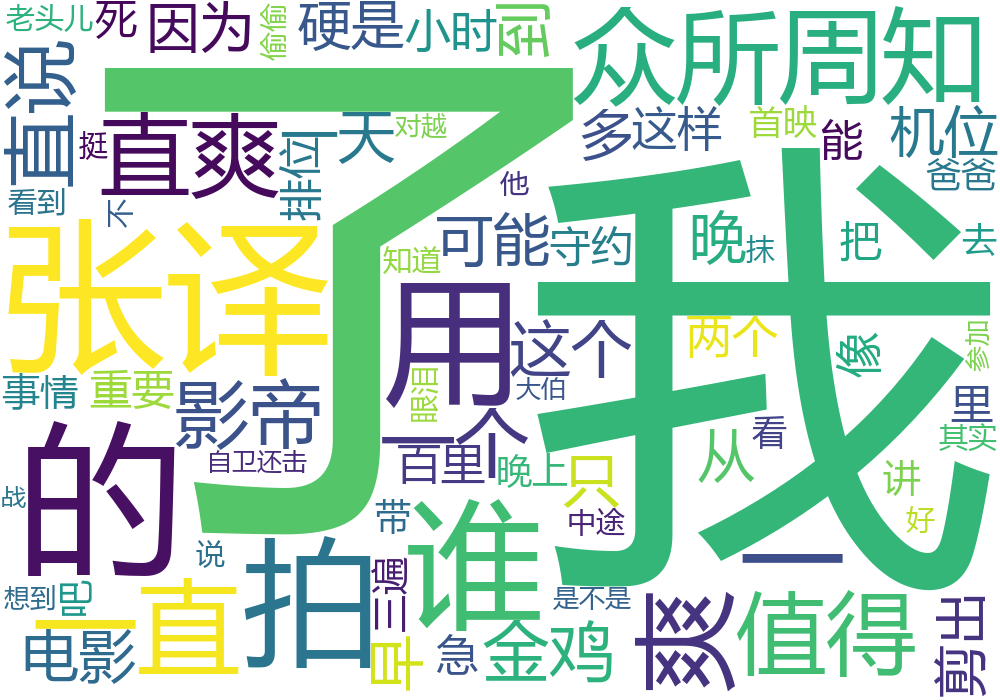 老头儿
死
因为
偷偷
硬是
小时
到
众所周知
直说
挺
直爽
排位
天
对越
多
这样
首映
能
机位
爸爸
看到
不
了
他
我
张译
知道
可能
守约
晚
抹
把
去
用
这个
两个
像
参加
事情
重要
影帝
眼泪
大伯
一个
百里
看
里
自卫还击
晚上
只
从
讲
其实
的
战
带
中途
好
说
拍
谁
一
想到
吧
一直
三遍
是不是
电影
早
急
金鸡
爽
值得
剪出